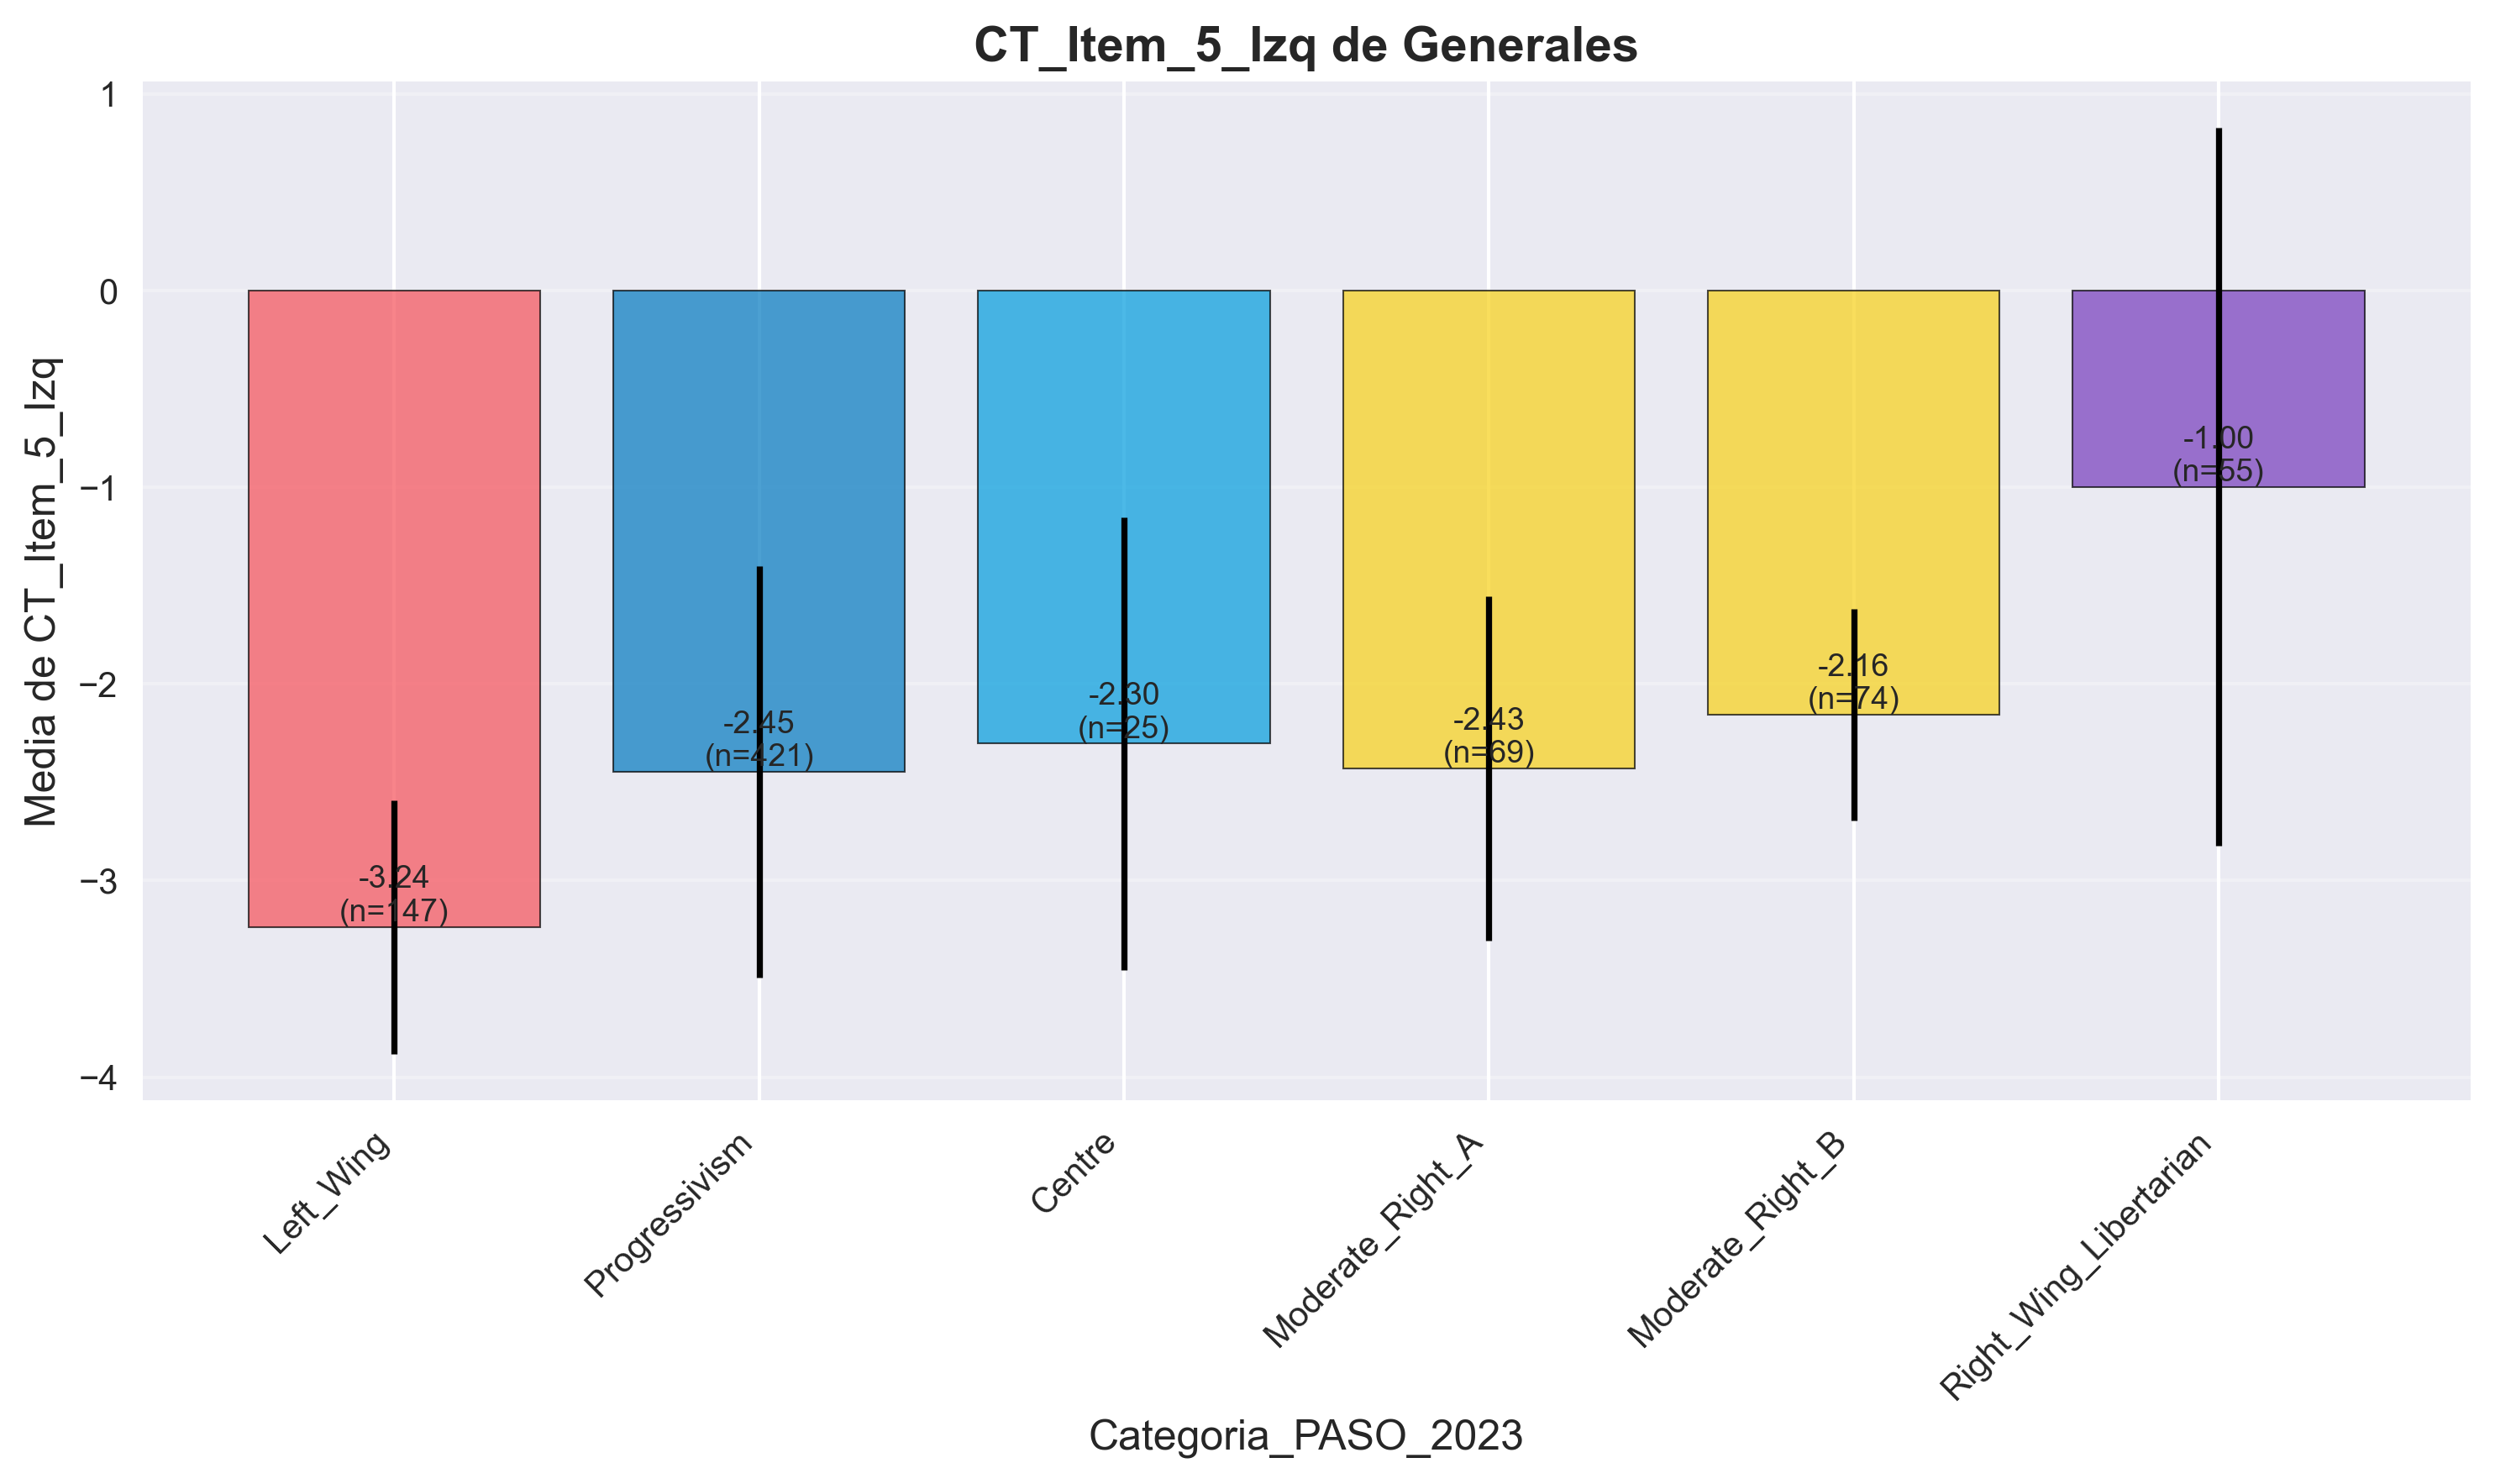 CT_Item_5_Izq de Generales
Media de CT_Item_5_Izq
1
0
−1
−2
−3
−4
-3.24
(n=147)
-2.45
(n=421)
-2.30
(n=25)
-2.43
(n=69)
-2.16
(n=74)
-1.00
(n=55)
Left_Wing
Progressivism
Centre
Moderate_Right_A
Moderate_Right_B
Right_Wing_Libertarian
Categoria_PASO_2023